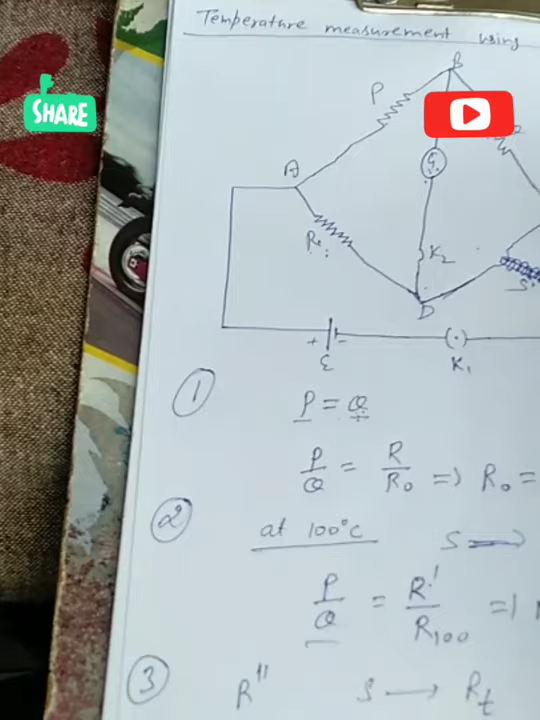 Temperature measurement using
B
P
SHARE
G
A
R
K2
S
D
+ -
ε
( . )
K1
1
P = Q
P/Q = R/R0 => R0 =
2
at 100°C S →
P/Q = R'/R100 =>
3
R'' S → Rt